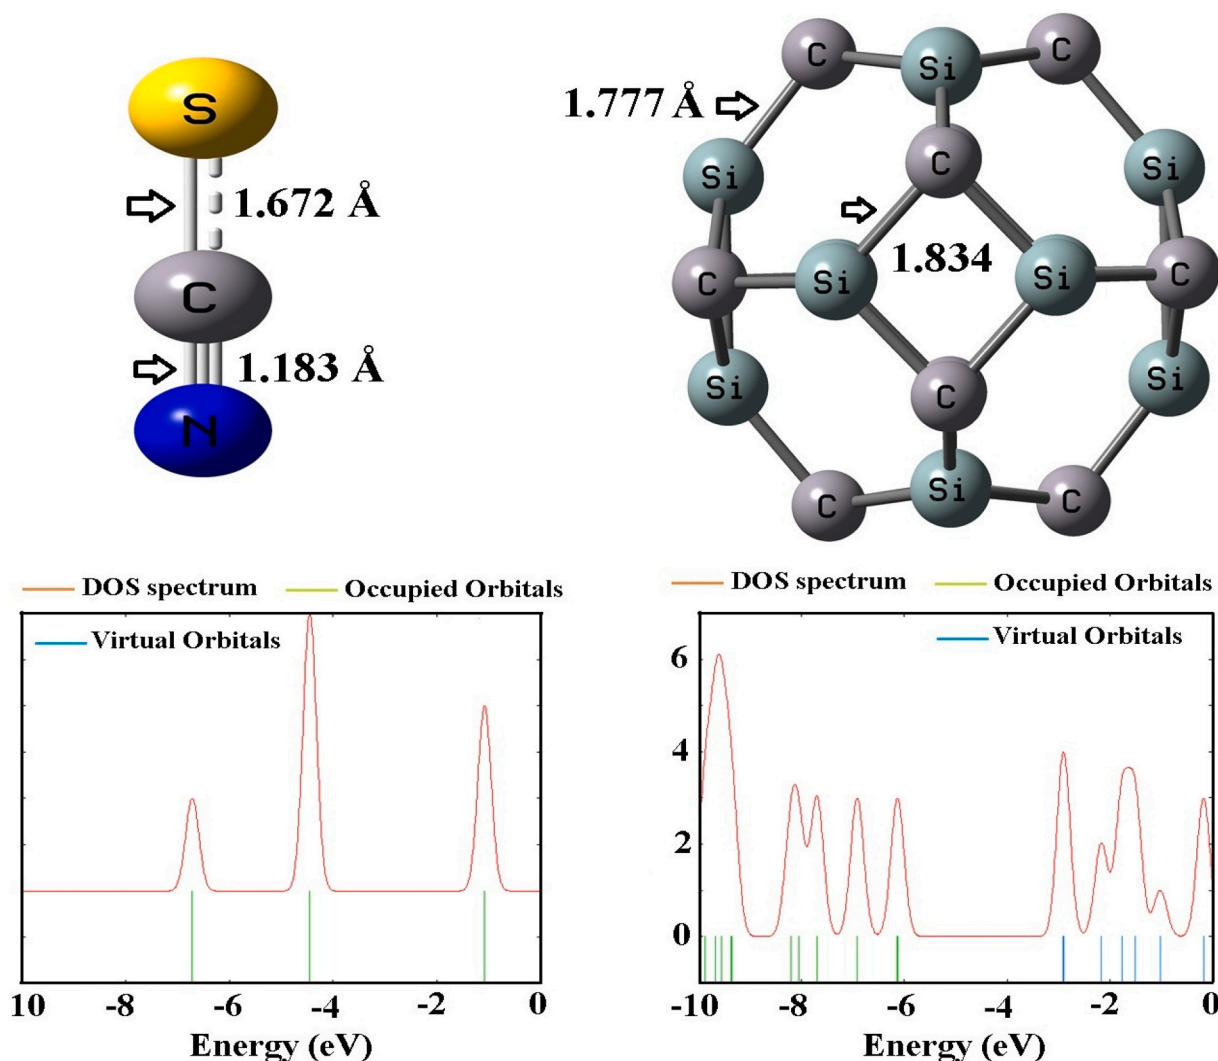 S
1.672 Å
C
1.183 Å
N
C
Si
C
1.777 Å
Si
C
Si
C
Si
1.834
Si
C
Si
C
Si
C
Si
C
DOS spectrum
Occupied Orbitals
Virtual Orbitals
10 -8 -6 -4 -2 0
Energy (eV)
DOS spectrum
Occupied Orbitals
Virtual Orbitals
6
4
2
0
-10 -8 -6 -4 -2 0
Energy (eV)